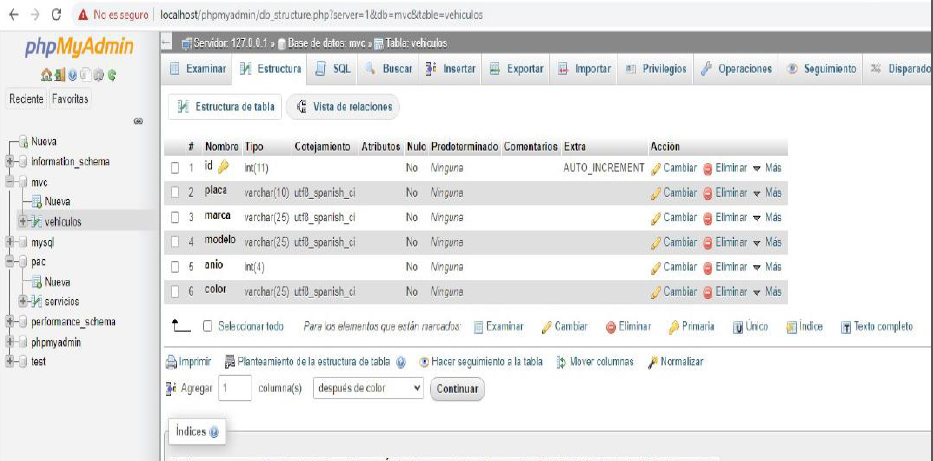 No es seguro | localhost/phpmyadmin/db_structure.php?server=1&db=mvc&table=vehiculos
phpMyAdmin
Reciente Favoritas
Nueva
information_schema
mvc
Nueva
vehiculos
mysql
pac
Nueva
servicios
performance_schema
phpmyadmin
test
Servidor: 127.0.0.1 » Base de datos: mvc » Tabla: vehiculos
Examinar Estructura SQL Buscar Insertar Exportar Importar Privilegios Operaciones Seguimiento Disparado
Estructura de tabla Vista de relaciones
# Nombre Tipo Cotejamiento Atributos Nulo Predeterminado Comentarios Extra Acción
1 id int(11) No Ninguna AUTO_INCREMENT Cambiar Eliminar Más
2 placa varchar(10) utf8_spanish_ci No Ninguna Cambiar Eliminar Más
3 marca varchar(25) utf8_spanish_ci No Ninguna Cambiar Eliminar Más
4 modelo varchar(25) utf8_spanish_ci No Ninguna Cambiar Eliminar Más
5 anio int(4) No Ninguna Cambiar Eliminar Más
6 color varchar(25) utf8_spanish_ci No Ninguna Cambiar Eliminar Más
Seleccionar todo Para los elementos que están marcados: Examinar Cambiar Eliminar Primaria Único Índice Texto completo
Imprimir Planteamiento de la estructura de tabla Hacer seguimiento a la tabla Mover columnas Normalizar
Agregar 1 columna(s) después de color Continuar
Índices